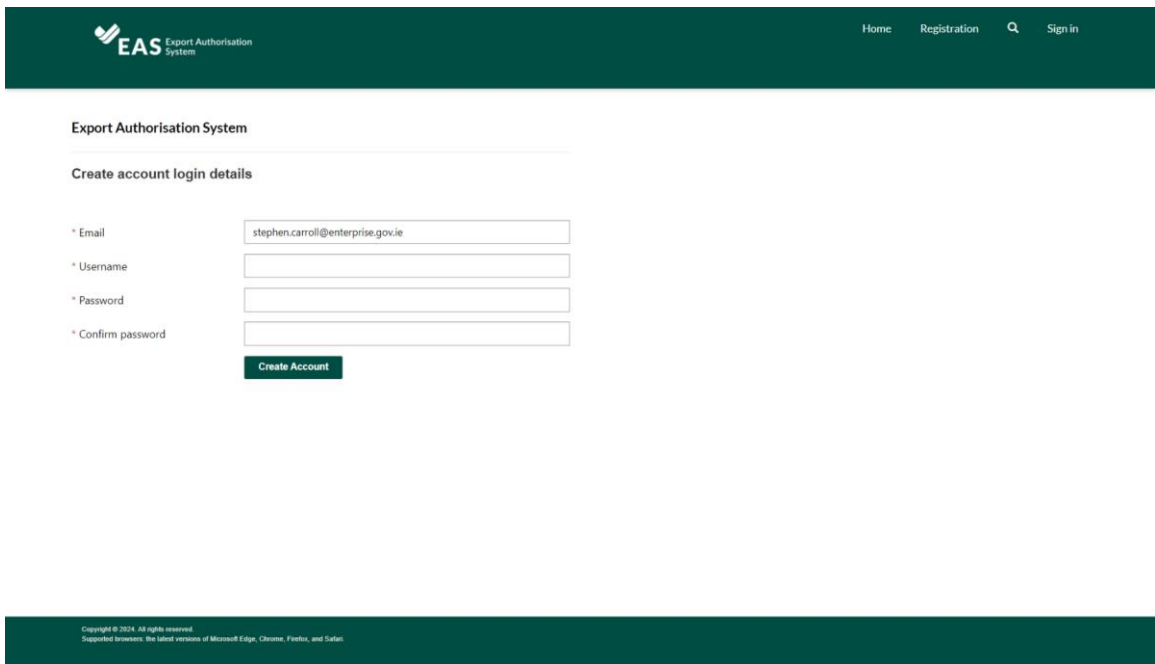 EAS Export Authorisation System
Home Registration Sign in
Export Authorisation System
Create account login details
* Email stephen.carroll@enterprise.gov.ie
* Username
* Password
* Confirm password
Create Account
Copyright © 2024. All rights reserved.
Supported browsers: the latest versions of Microsoft Edge, Chrome, Firefox, and Safari.